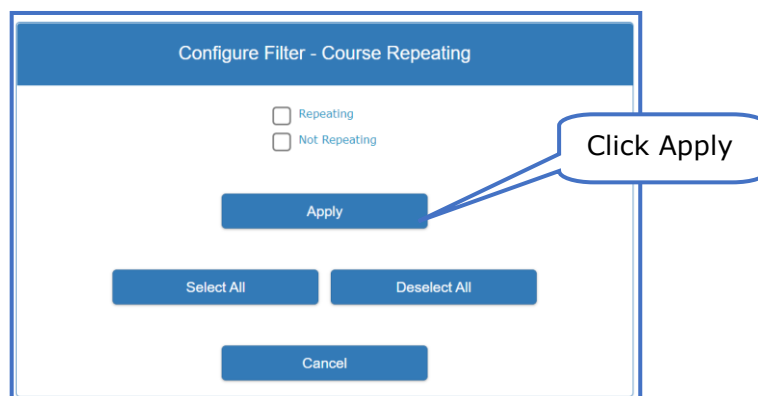 Configure Filter - Course Repeating
Repeating
Not Repeating
Click Apply
Apply
Select All
Deselect All
Cancel